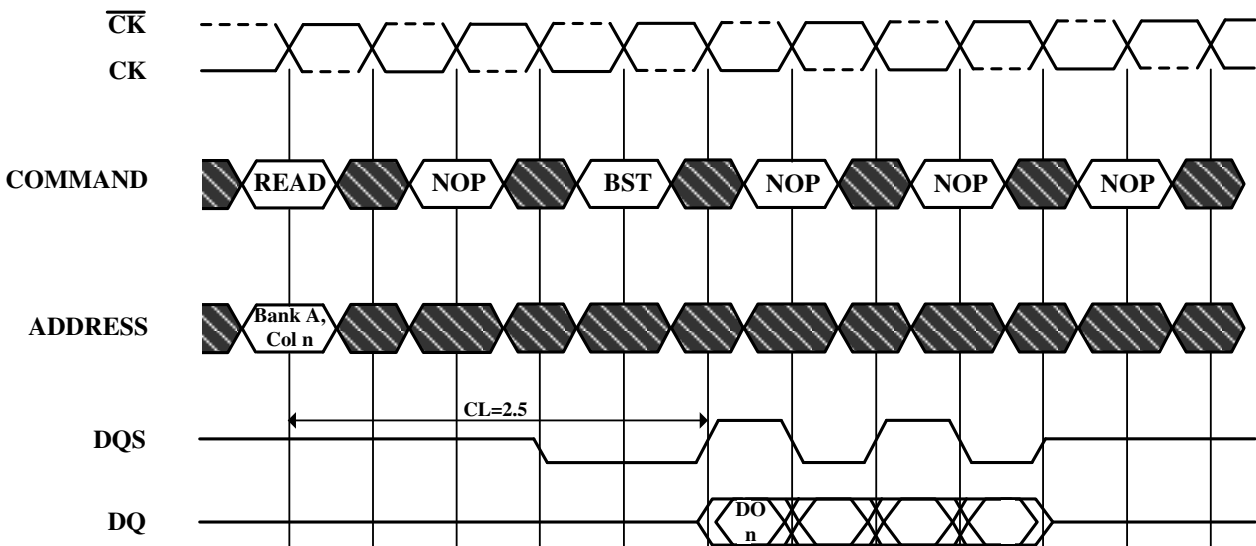 CK
CK
COMMAND READ NOP BST NOP NOP NOP
ADDRESS Bank A,
Col n
CL=2.5
DQS
DQ DO
n